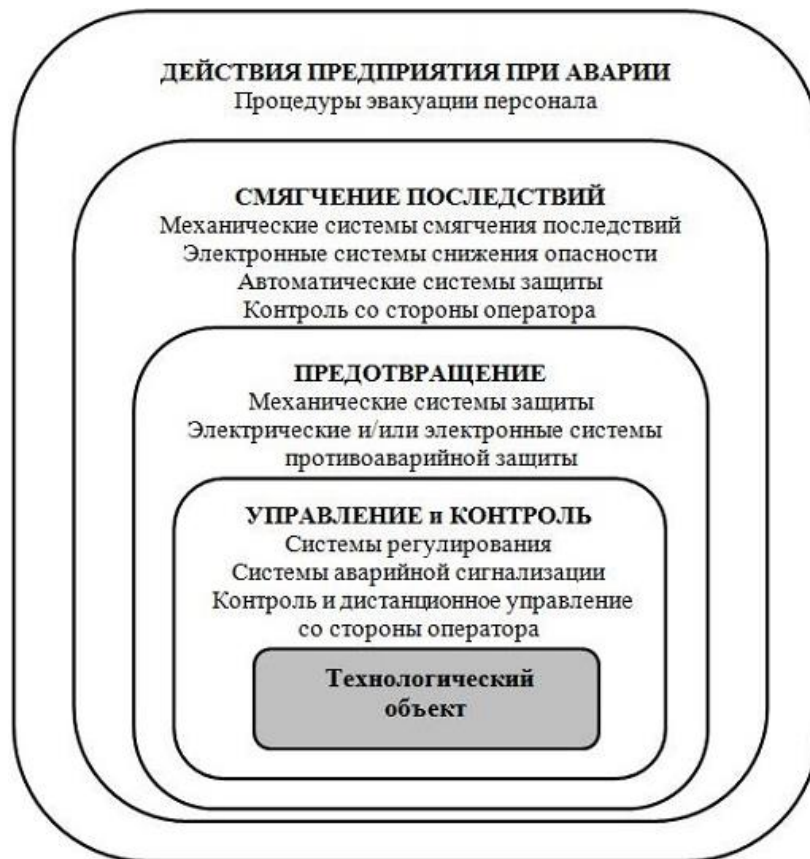 ДЕЙСТВИЯ ПРЕДПРИЯТИЯ ПРИ АВАРИИ
Процедуры эвакуации персонала
СМЯГЧЕНИЕ ПОСЛЕДСТВИЙ
Механические системы смягчения последствий
Электронные системы снижения опасности
Автоматические системы защиты
Контроль со стороны оператора
ПРЕДОТВРАЩЕНИЕ
Механические системы защиты
Электрические и/или электронные системы
противоаварийной защиты
УПРАВЛЕНИЕ и КОНТРОЛЬ
Системы регулирования
Системы аварийной сигнализации
Контроль и дистанционное управление
со стороны оператора
Технологический
объект